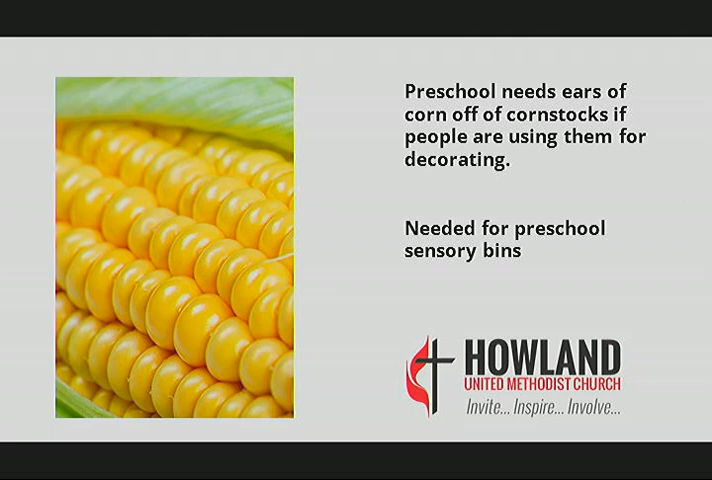 Preschool needs ears of
corn off of cornstocks if
people are using them for
decorating.
Needed for preschool
sensory bins
HOWLAND
UNITED METHODIST CHURCH
Invite... Inspire... Involve...